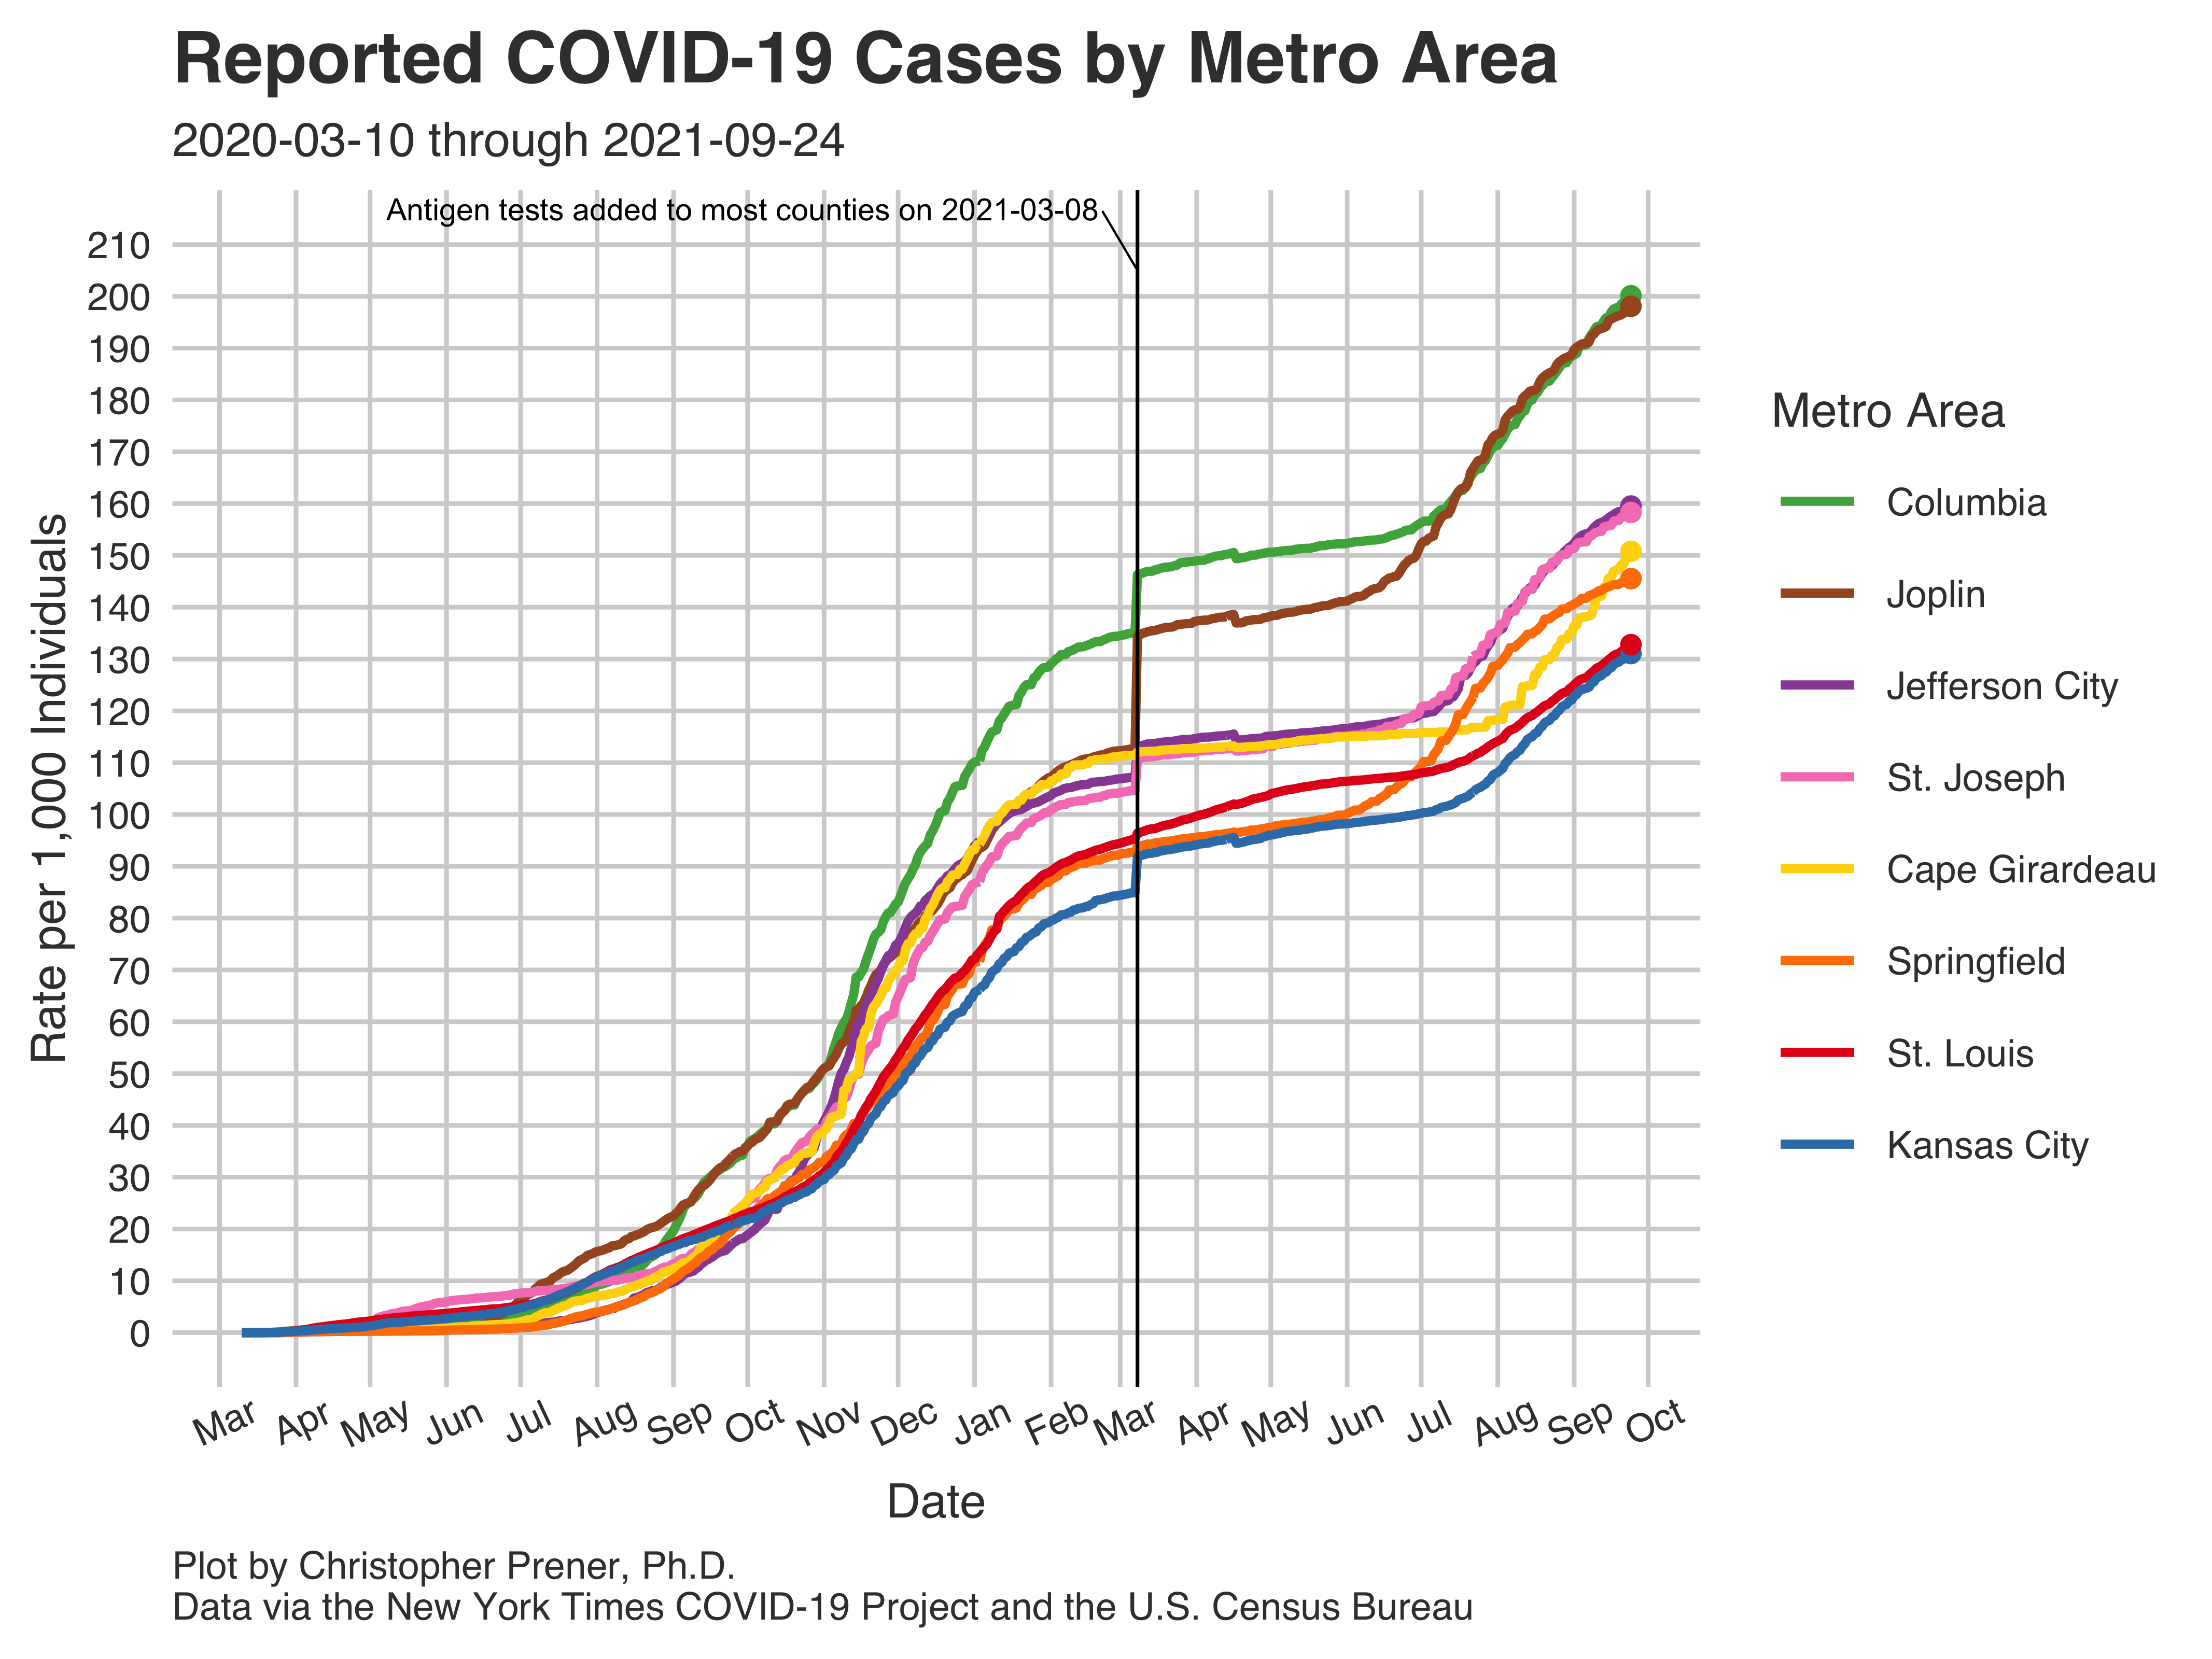 Reported COVID-19 Cases by Metro Area
2020-03-10 through 2021-09-24
Antigen tests added to most counties on 2021-03-08
210
200
190
180
170
160
150
140
130
120
110
100
90
80
70
60
50
40
30
20
10
0
Rate per 1,000 Individuals
Mar Apr May Jun Jul Aug Sep Oct Nov Dec Jan Feb Mar Apr May Jun Jul Aug Sep Oct
Date
Metro Area
Columbia
Joplin
Jefferson City
St. Joseph
Cape Girardeau
Springfield
St. Louis
Kansas City
Plot by Christopher Prener, Ph.D.
Data via the New York Times COVID-19 Project and the U.S. Census Bureau